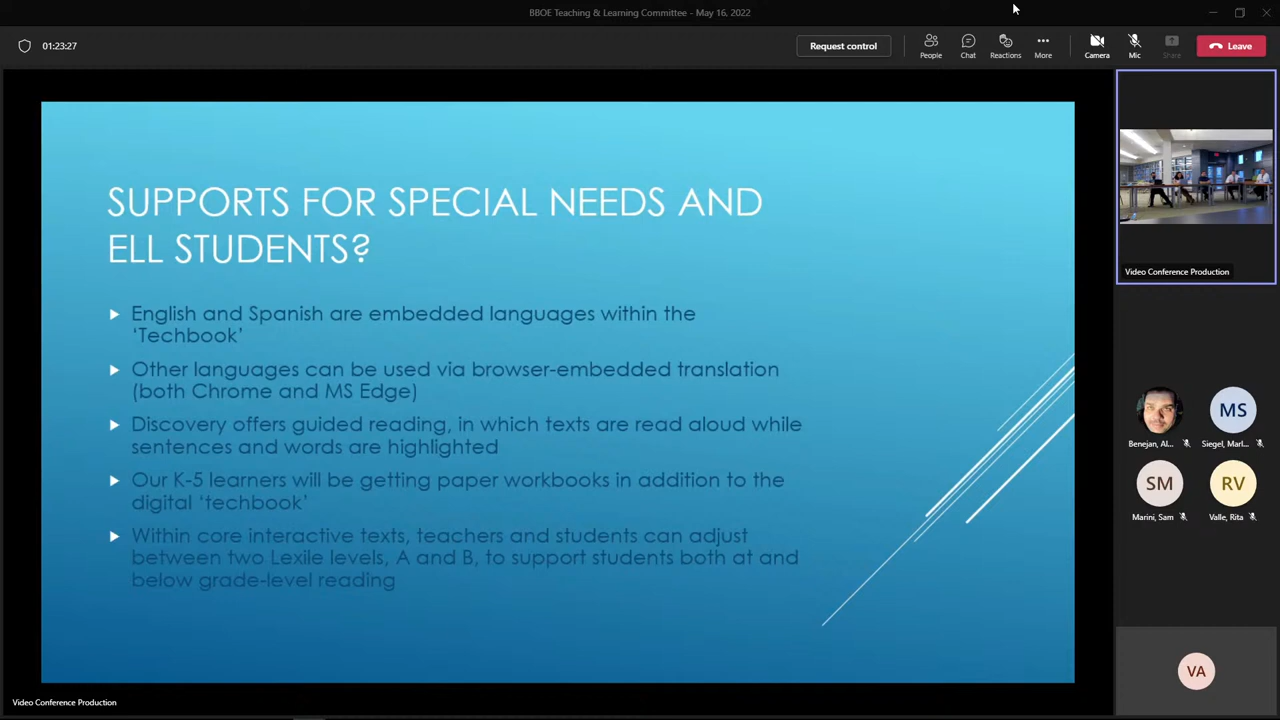 BBOE Teaching & Learning Committee - May 16, 2022
01:23:27
Request control
People
Chat
Reactions
More
Camera
Mic
Share
Leave
SUPPORTS FOR SPECIAL NEEDS AND
ELL STUDENTS?
English and Spanish are embedded languages within the
‘Techbook’
Other languages can be used via browser-embedded translation
(both Chrome and MS Edge)
Discovery offers guided reading, in which texts are read aloud while
sentences and words are highlighted
Our K-5 learners will be getting paper workbooks in addition to the
digital ‘techbook’
Within core interactive texts, teachers and students can adjust
between two Lexile levels, A and B, to support students both at and
below grade-level reading
Video Conference Production
Video Conference Production
MS
Benejan, Al...
Siegel, Marl...
SM
RV
Marini, Sam
Valle, Rita
VA